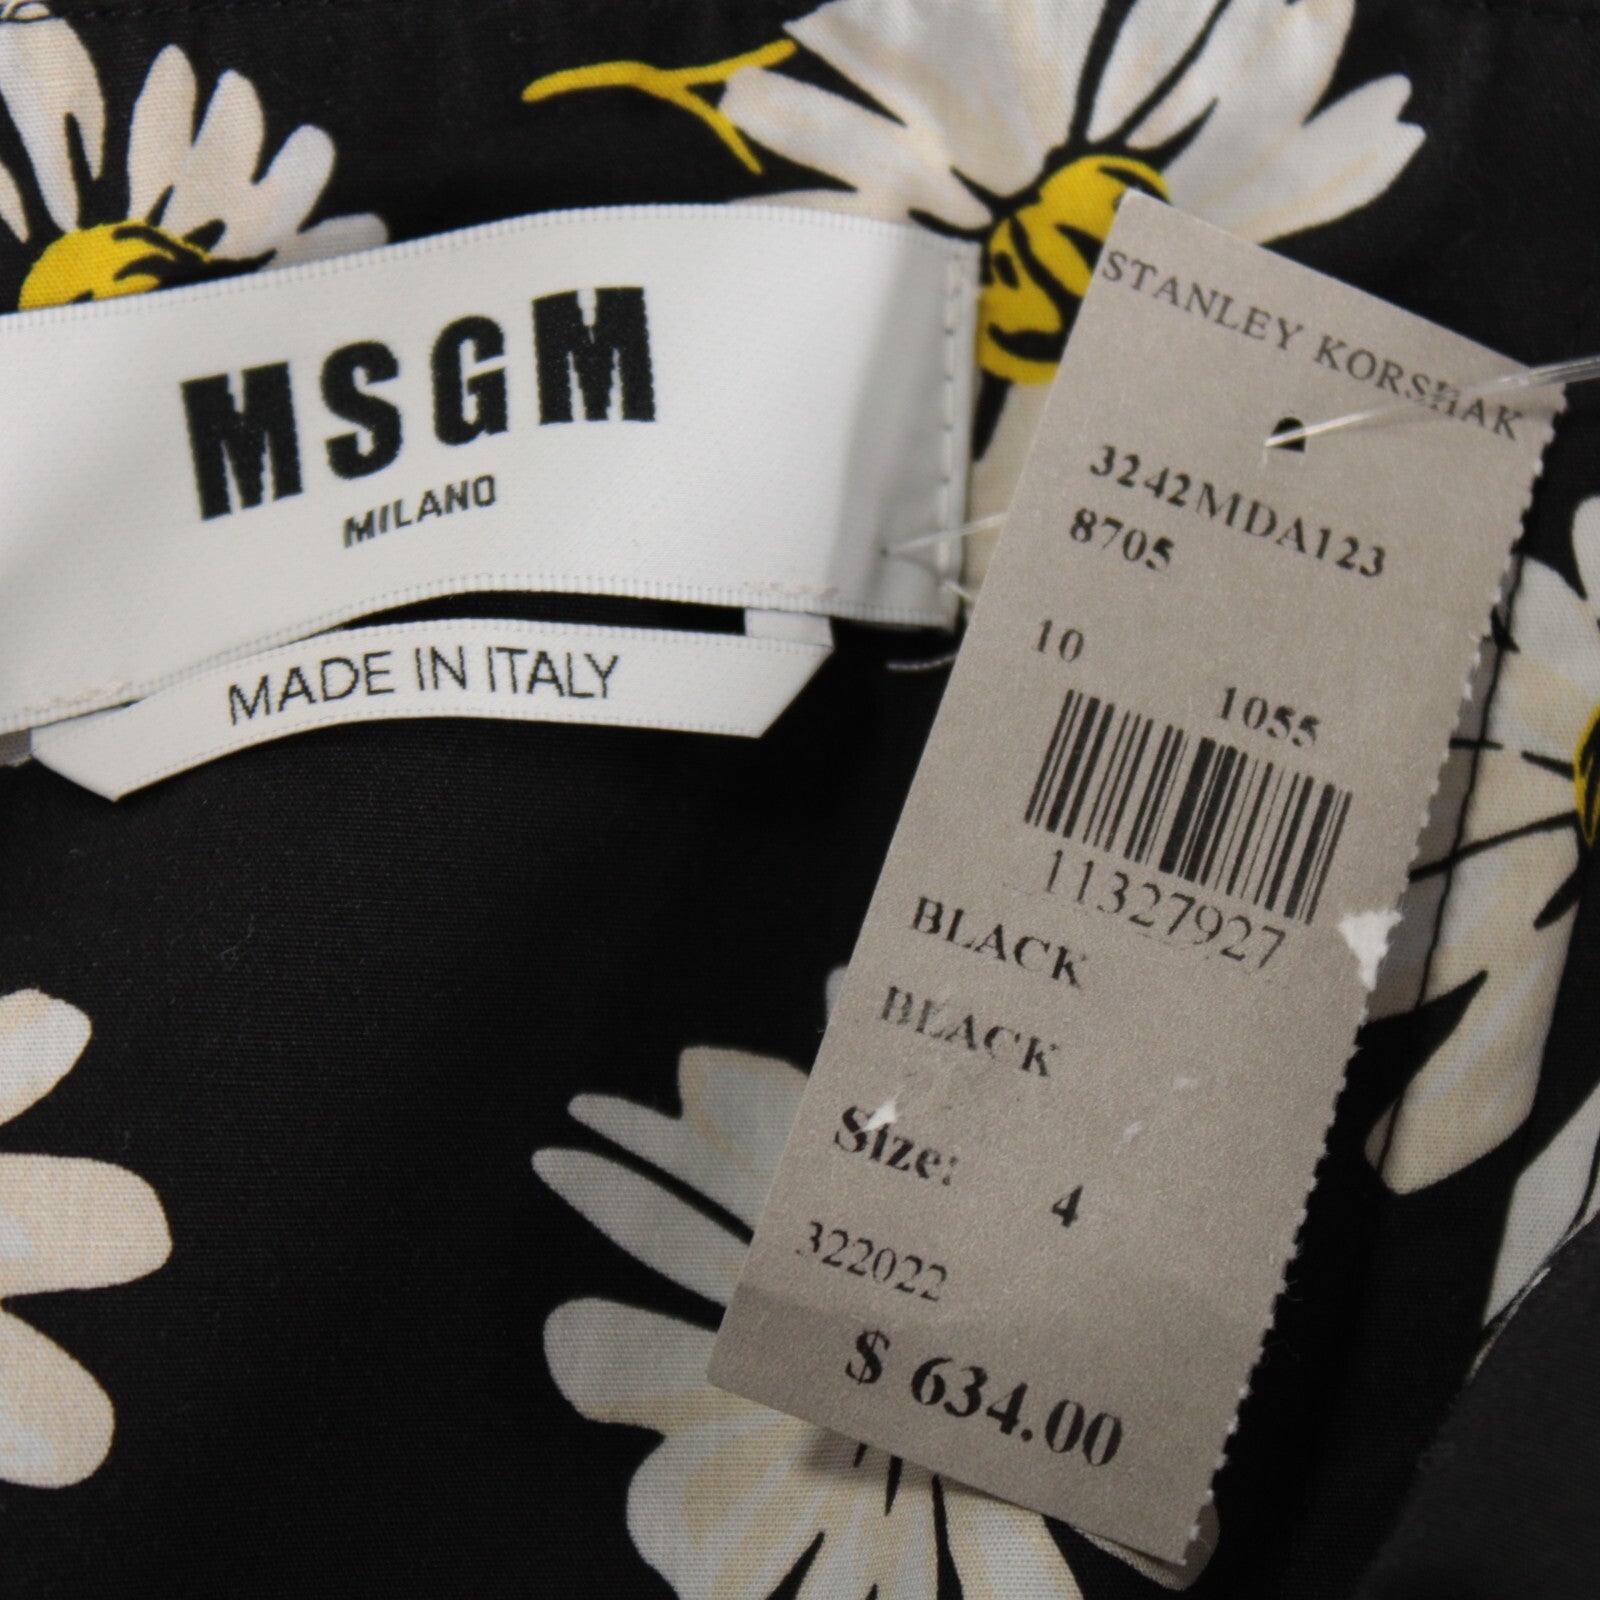 MSGM
MILANO
MADE IN ITALY
STANLEY KORSHAK
3242MDA123
8705
10
1055
11327927
BLACK
BLACK
Size: 4
322022
$ 634.00